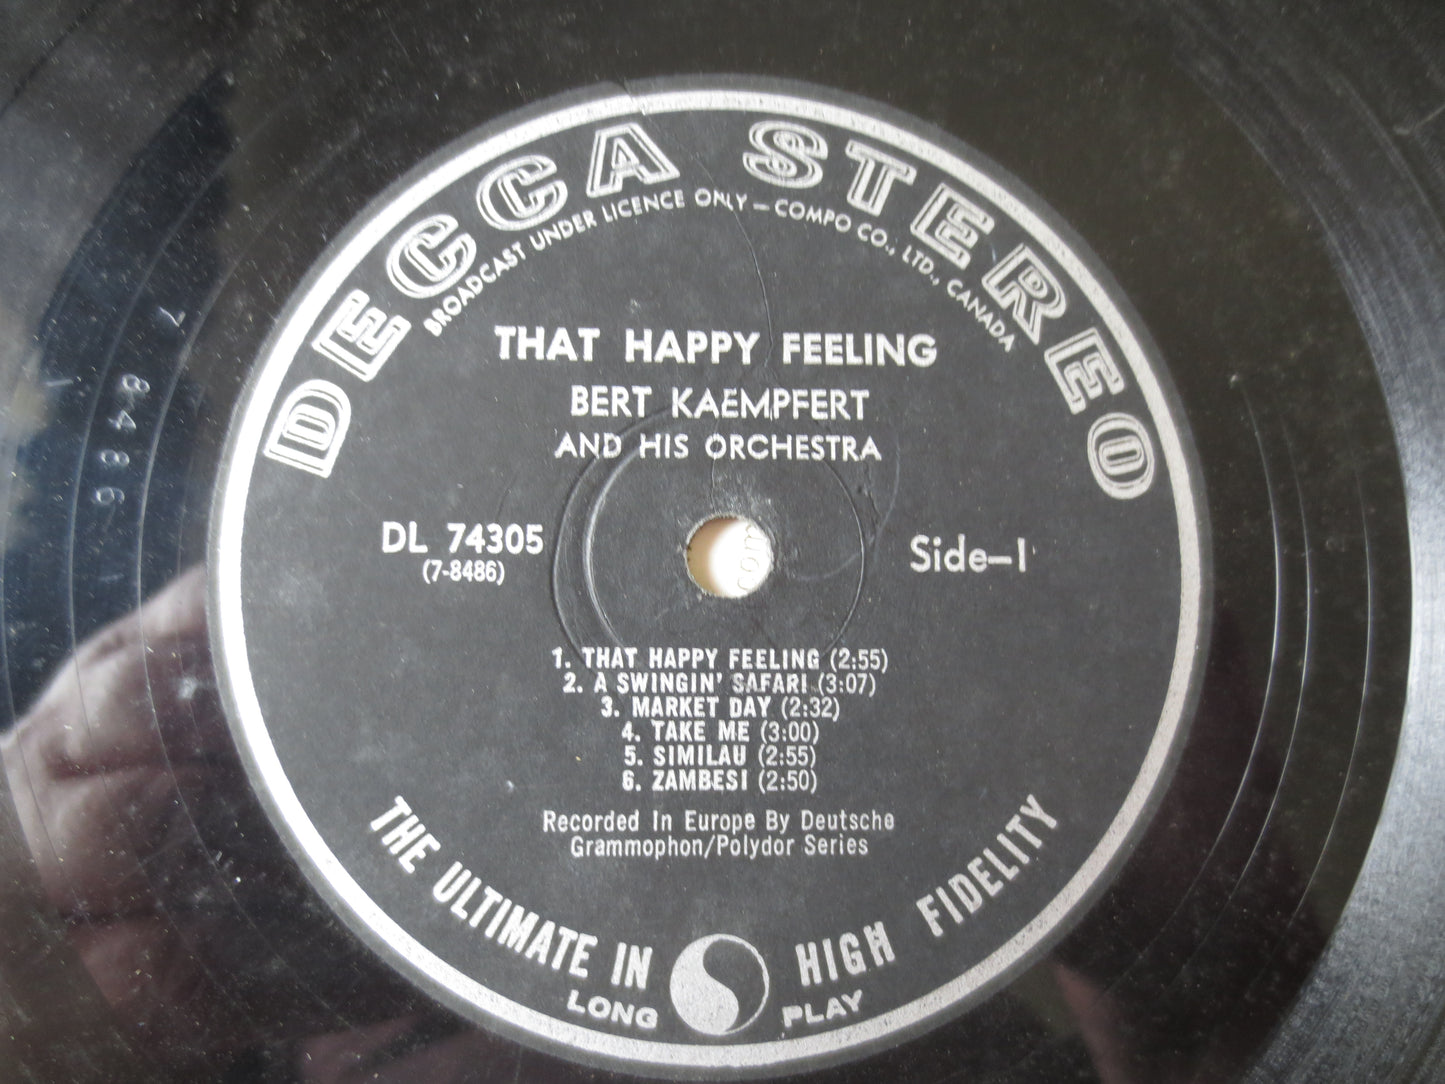 DECCA STEREO
BROADCAST UNDER LICENCE ONLY – COMPO CO., LTD., CANADA
THAT HAPPY FEELING
BERT KAEMPFERT
AND HIS ORCHESTRA
DL 74305
(7-8486)
Side–1
1. THAT HAPPY FEELING (2:55)
2. A SWINGIN' SAFARI (3:07)
3. MARKET DAY (2:32)
4. TAKE ME (3:00)
5. SIMILAU (2:55)
6. ZAMBESI (2:50)
Recorded In Europe By Deutsche
Grammophon/Polydor Series
THE ULTIMATE IN HIGH FIDELITY
LONG PLAY
7 8486
com